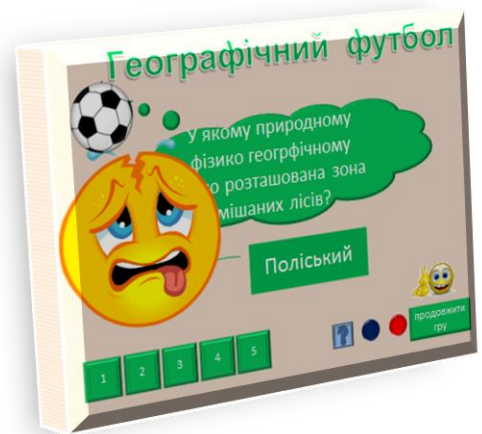 Географічний футбол
У якому природному
фізико геогрфічному
розташована зона
мішаних лісів?
Поліський
продовжити
гру
1 2 3 4 5